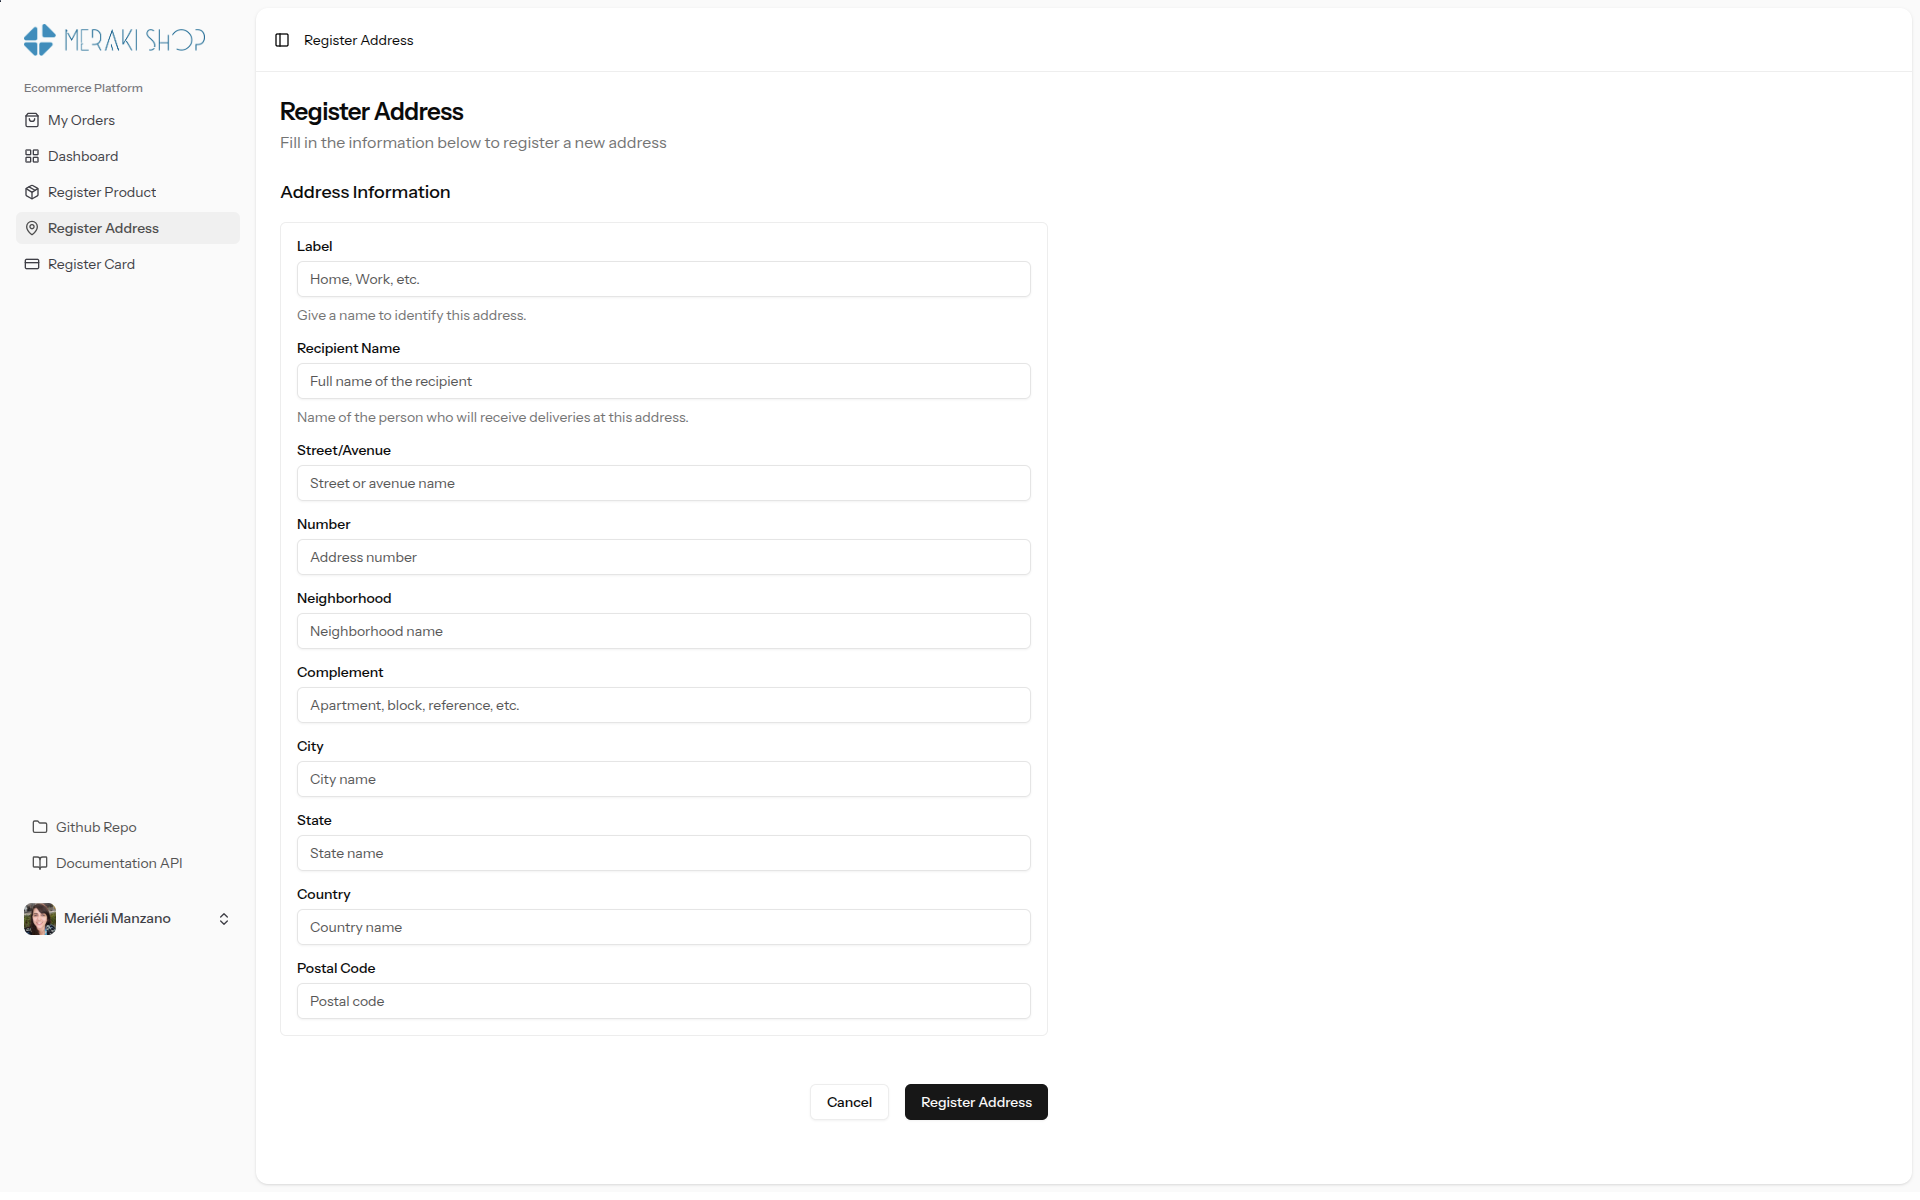 MERAKI SHOP
Ecommerce Platform
My Orders
Dashboard
Register Product
Register Address
Register Card
Github Repo
Documentation API
Meriéli Manzano
Register Address
Register Address
Fill in the information below to register a new address
Address Information
Label
Home, Work, etc.
Give a name to identify this address.
Recipient Name
Full name of the recipient
Name of the person who will receive deliveries at this address.
Street/Avenue
Street or avenue name
Number
Address number
Neighborhood
Neighborhood name
Complement
Apartment, block, reference, etc.
City
City name
State
State name
Country
Country name
Postal Code
Postal code
Cancel
Register Address